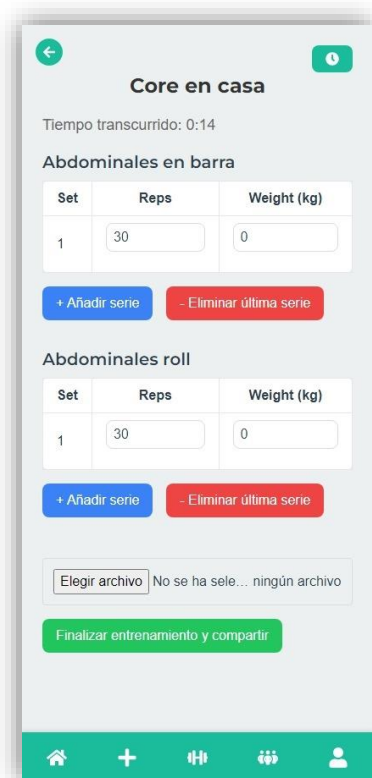 Core en casa
Tiempo transcurrido: 0:14
Abdominales en barra
Set Reps Weight (kg)
1 30 0
+ Añadir serie - Eliminar última serie
Abdominales roll
Set Reps Weight (kg)
1 30 0
+ Añadir serie - Eliminar última serie
Elegir archivo No se ha sele... ningún archivo
Finalizar entrenamiento y compartir